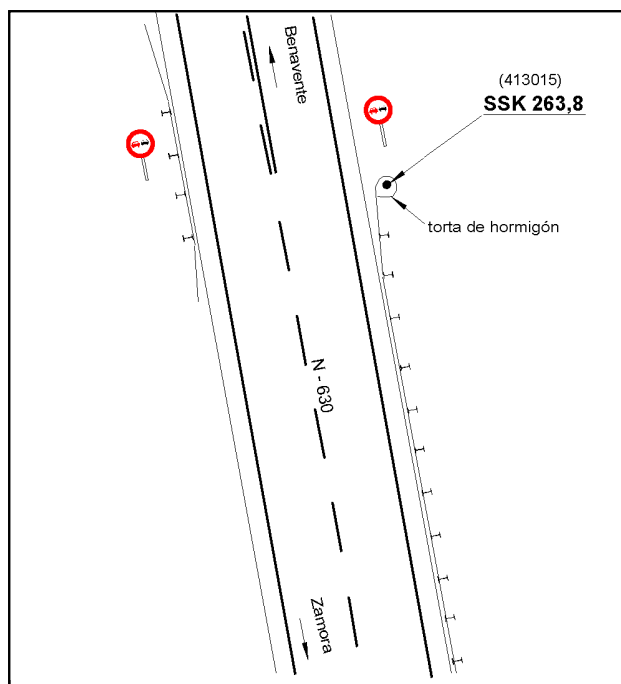 Benavente
(413015)
SSK 263,8
torta de hormigón
N - 630
Zamora